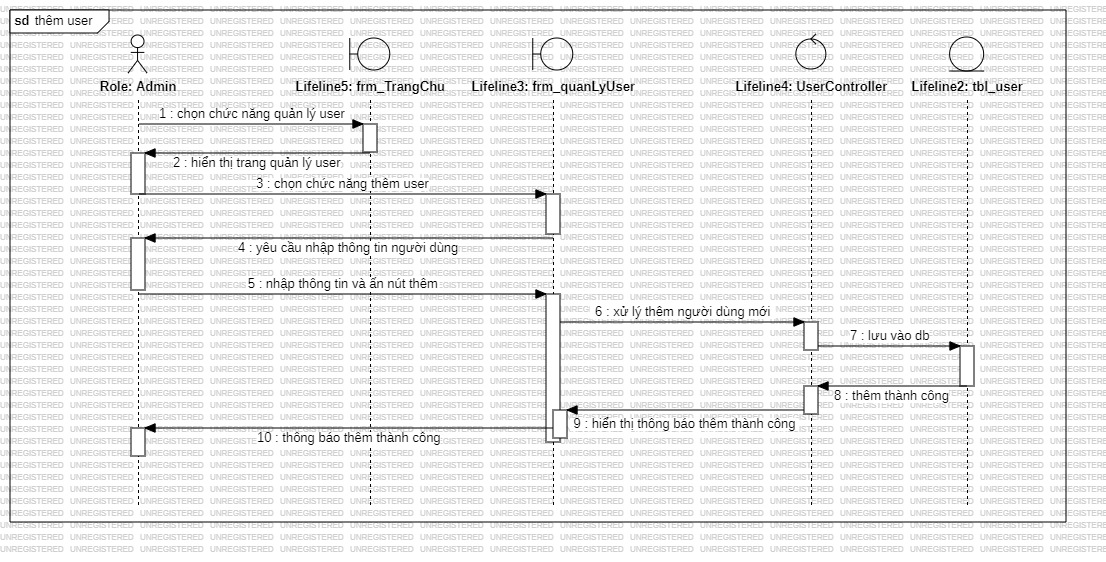 sd thêm user
Role: Admin
Lifeline5: frm_TrangChu
Lifeline3: frm_quanLyUser
Lifeline4: UserController
Lifeline2: tbl_user
1 : chọn chức năng quản lý user
2 : hiển thị trang quản lý user
3 : chọn chức năng thêm user
4 : yêu cầu nhập thông tin người dùng
5 : nhập thông tin và ấn nút thêm
6 : xử lý thêm người dùng mới
7 : lưu vào db
8 : thêm thành công
9 : hiển thị thông báo thêm thành công
10 : thông báo thêm thành công
UNREGISTERED